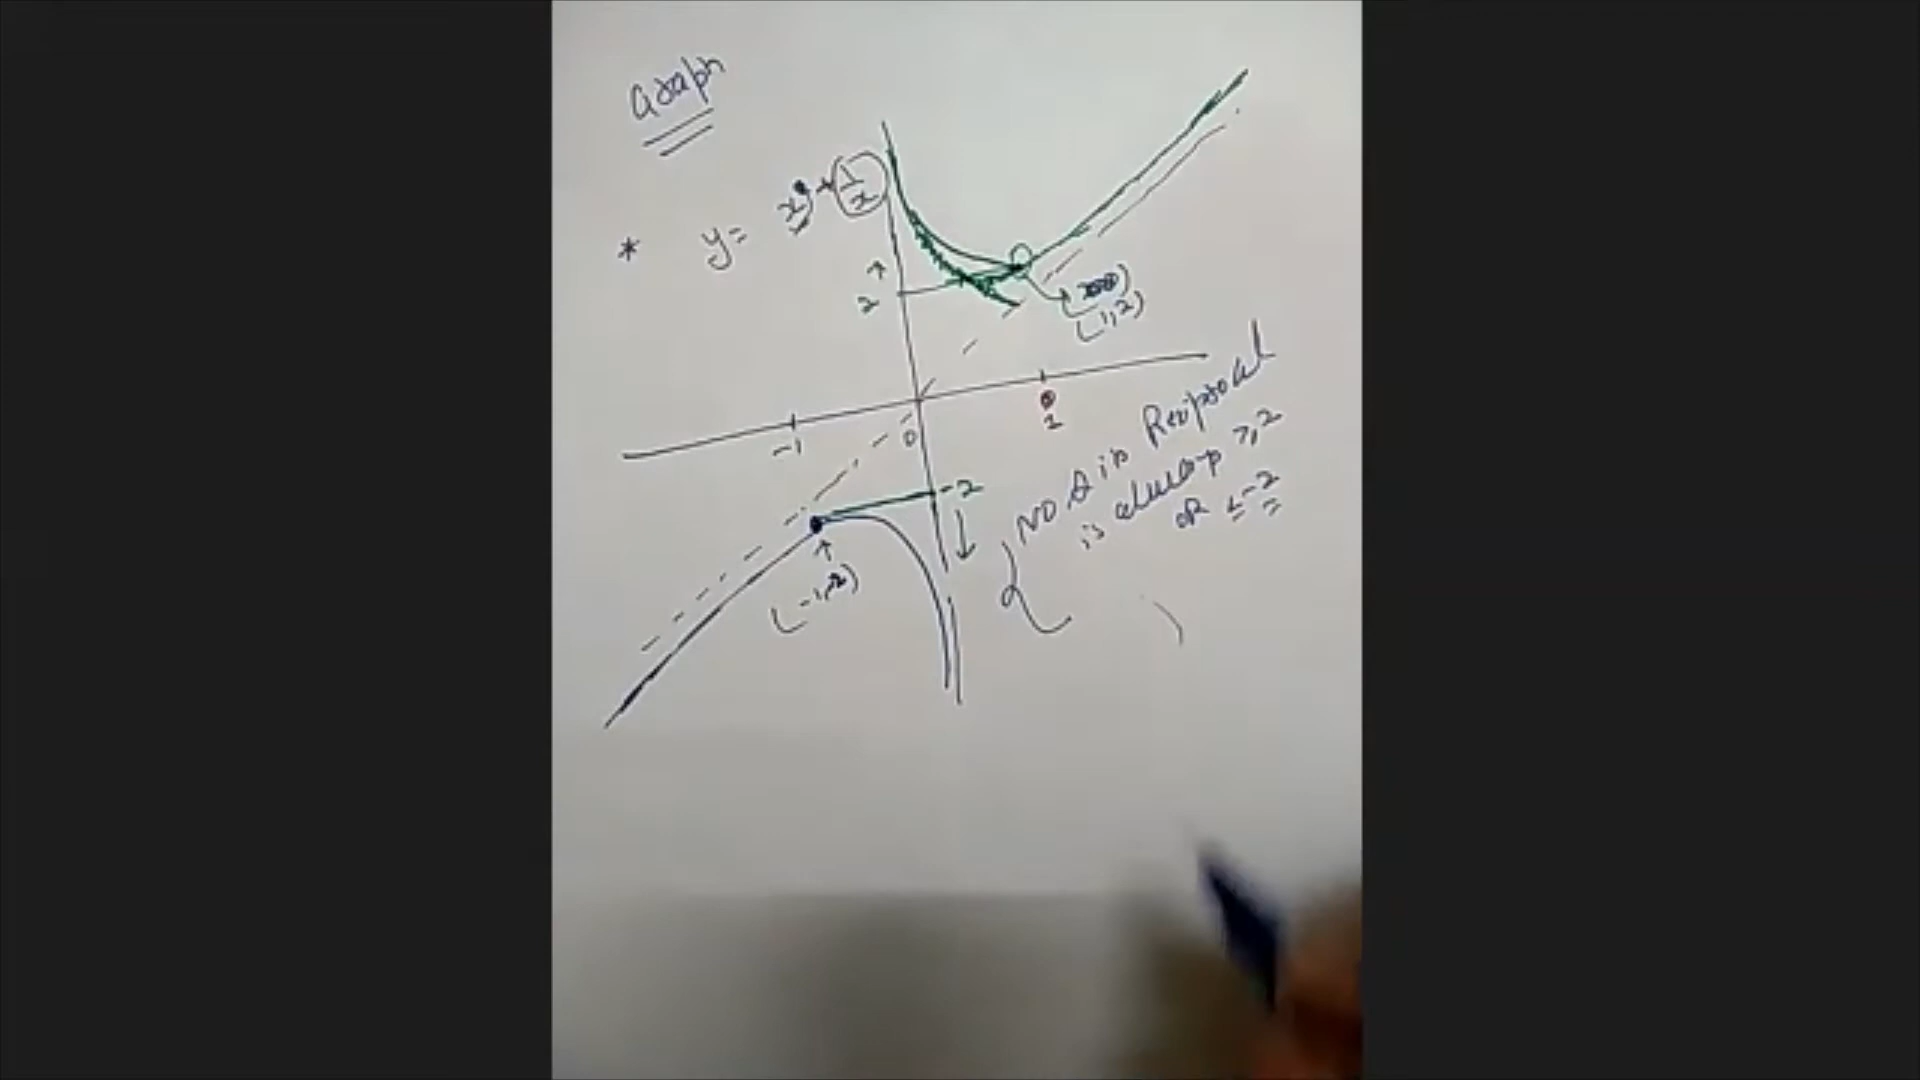 Graph
* y = x + 1/x
2
(1,2)
-1
0
1
-2
(-1,-2)
NO & its Reciprocal
is always ≥ 2
OR ≤ -2